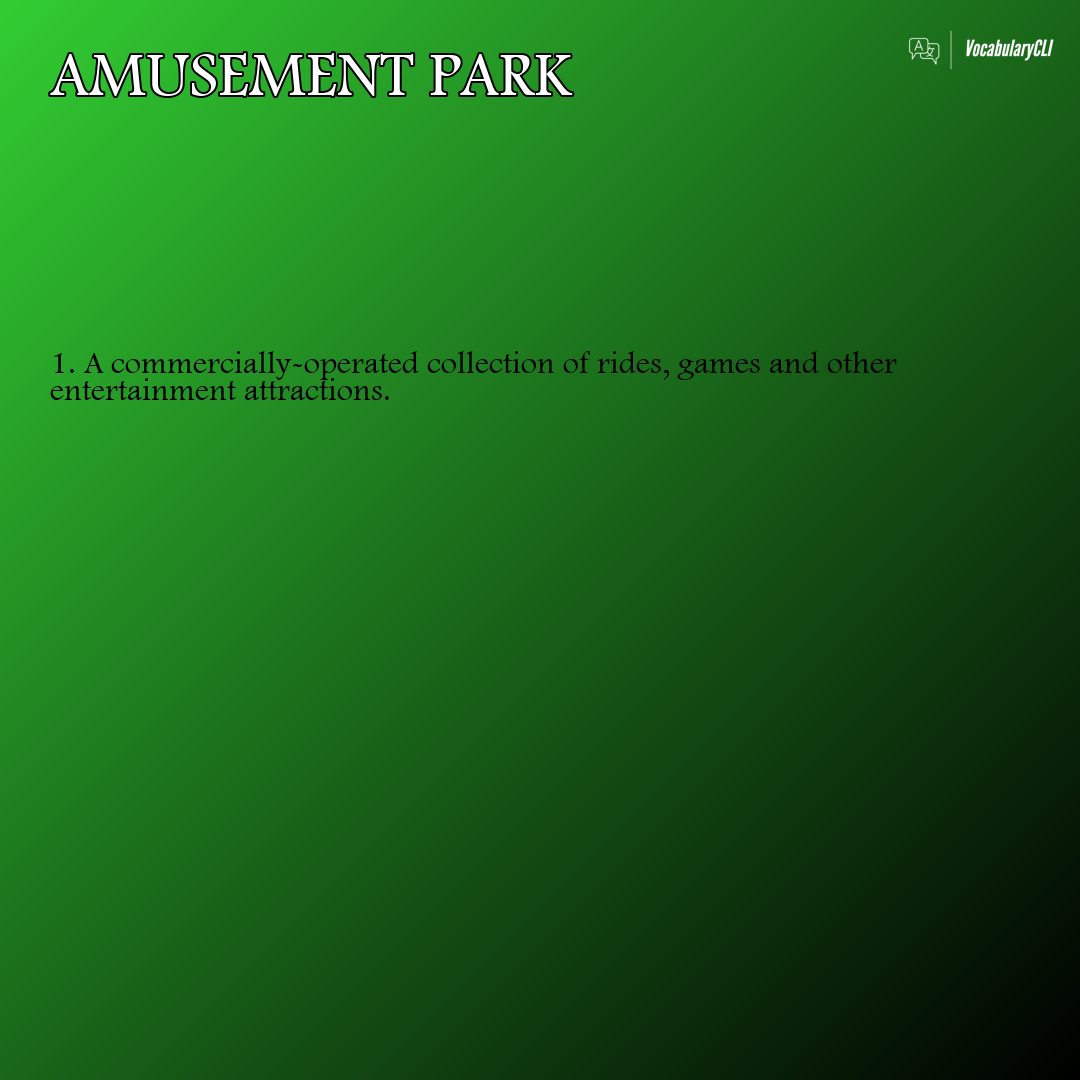 AMUSEMENT PARK
VocabularyCLI
1. A commercially-operated collection of rides, games and other
entertainment attractions.